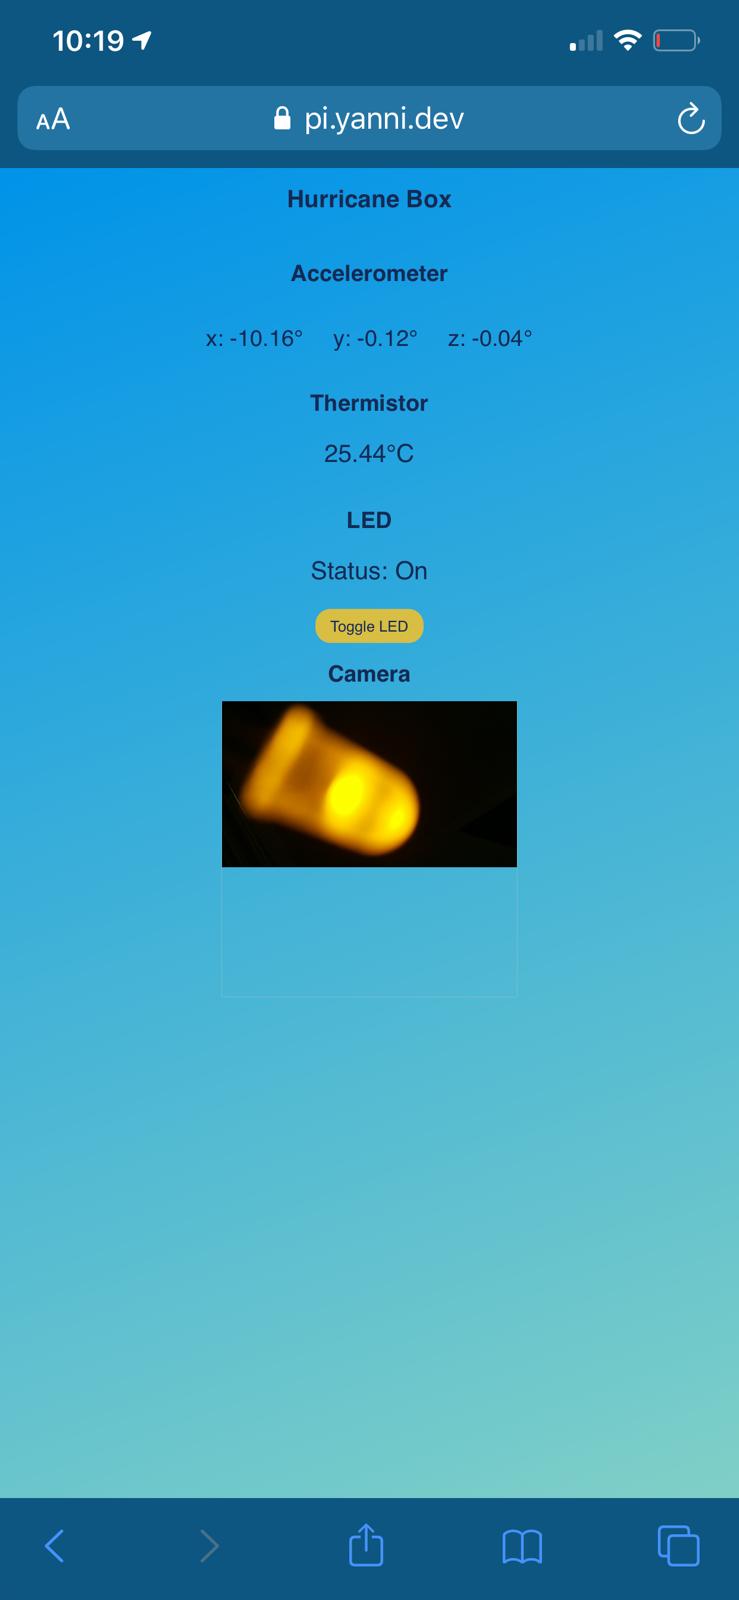 10:19
AA pi.yanni.dev
Hurricane Box
Accelerometer
x: -10.16° y: -0.12° z: -0.04°
Thermistor
25.44°C
LED
Status: On
Toggle LED
Camera